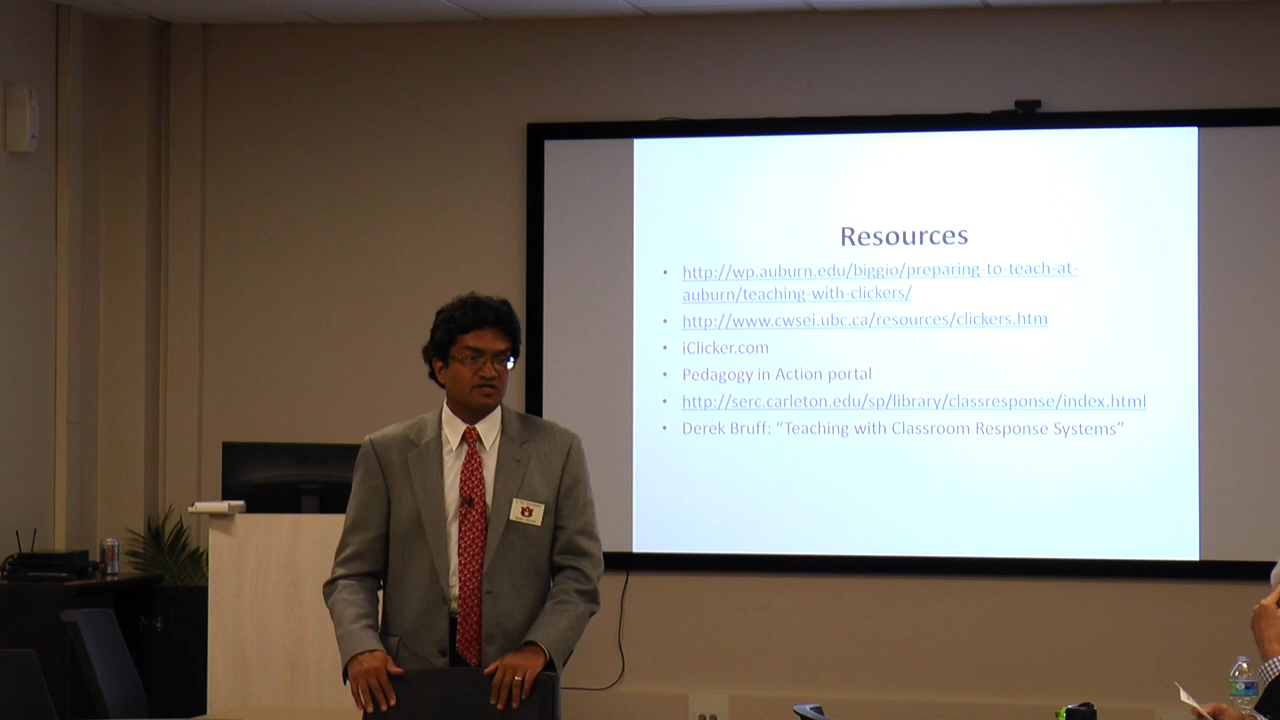 Resources
• http://wp.auburn.edu/biggio/preparing-to-teach-at-
auburn/teaching-with-clickers/
• http://www.cwsei.ubc.ca/resources/clickers.htm
• iClicker.com
• Pedagogy in Action portal
• http://serc.carleton.edu/sp/library/classresponse/index.html
• Derek Bruff: “Teaching with Classroom Response Systems”